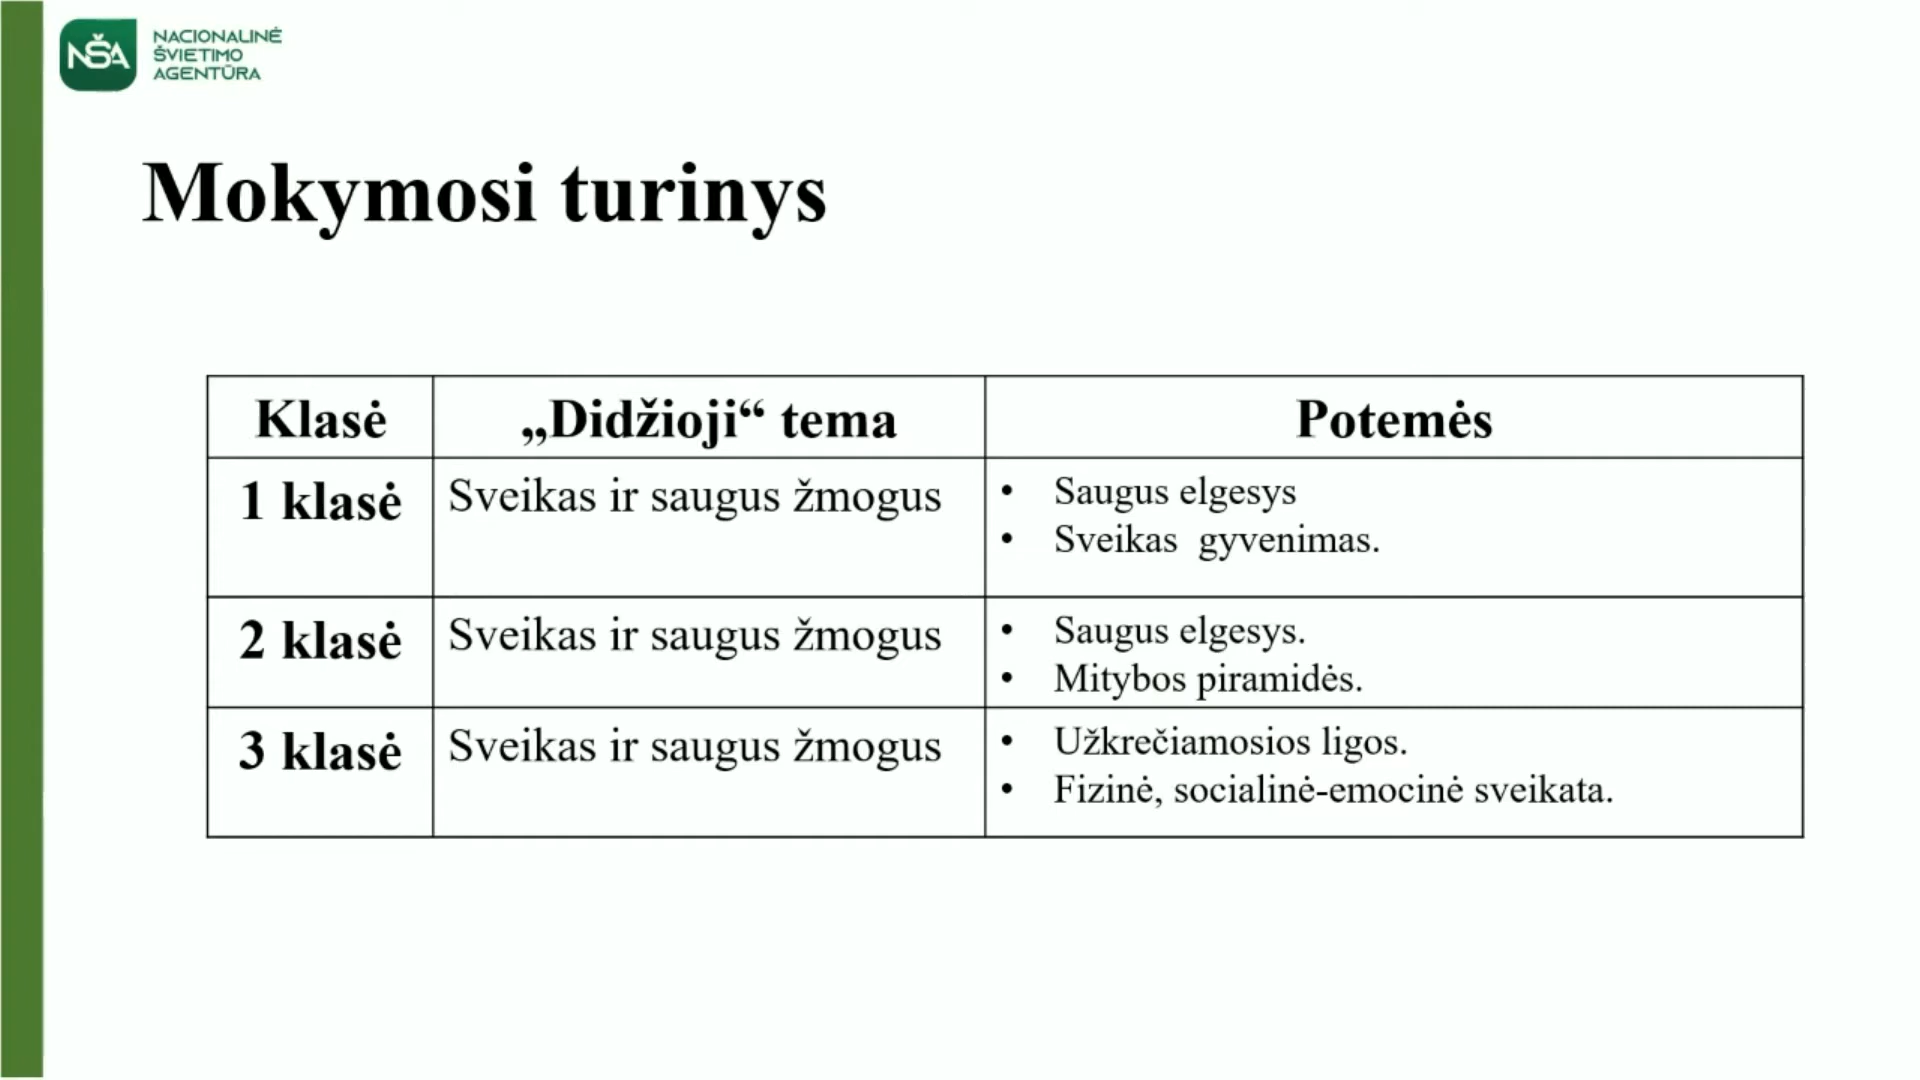 NŠA
NACIONALINĖ
ŠVIETIMO
AGENTŪRA
Mokymosi turinys
Klasė „Didžioji“ tema Potemės
1 klasė Sveikas ir saugus žmogus • Saugus elgesys
• Sveikas gyvenimas.
2 klasė Sveikas ir saugus žmogus • Saugus elgesys.
• Mitybos piramidės.
3 klasė Sveikas ir saugus žmogus • Užkrečiamosios ligos.
• Fizinė, socialinė-emocinė sveikata.